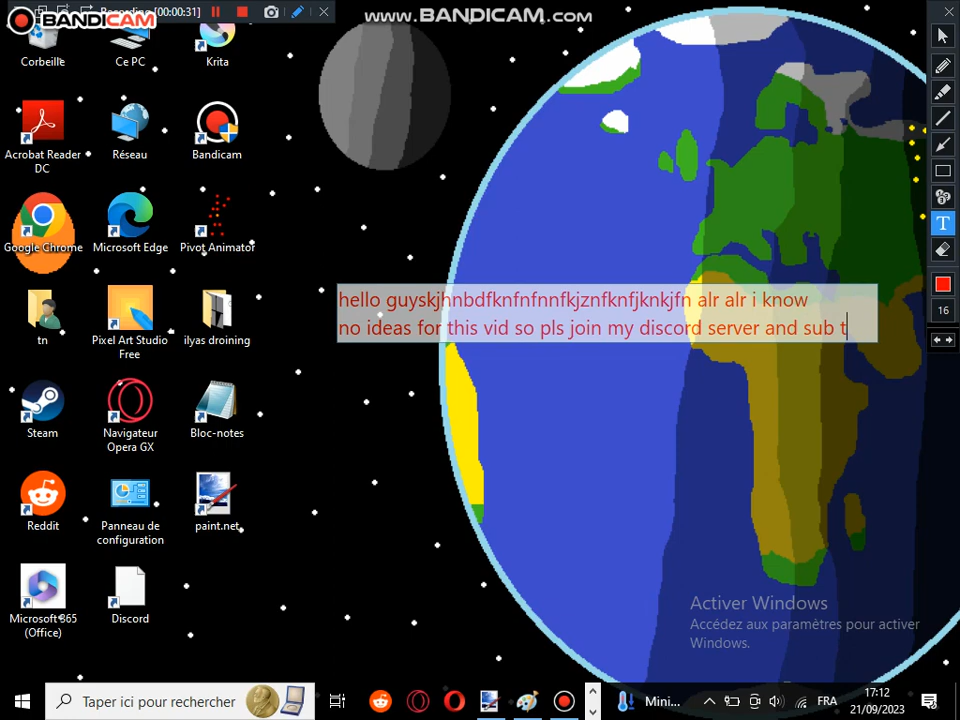 [00:00:31]
BANDICAM
www.BANDICAM.com
Corbeille
Ce PC
Krita
Acrobat Reader
DC
Réseau
Bandicam
Google Chrome
Microsoft Edge
Pivot Animator
hello guyskjhnbdfknfnfnnfkjznfknfjknkjfn alr alr i know
no ideas for this vid so pls join my discord server and sub t
tn
Pixel Art Studio
Free
ilyas droining
Steam
Navigateur
Opera GX
Bloc-notes
Reddit
Panneau de
configuration
paint.net
Microsoft 365
(Office)
Discord
T
16
Activer Windows
Accédez aux paramètres pour activer
Windows.
Taper ici pour rechercher
Mini...
FRA
17:12
21/09/2023